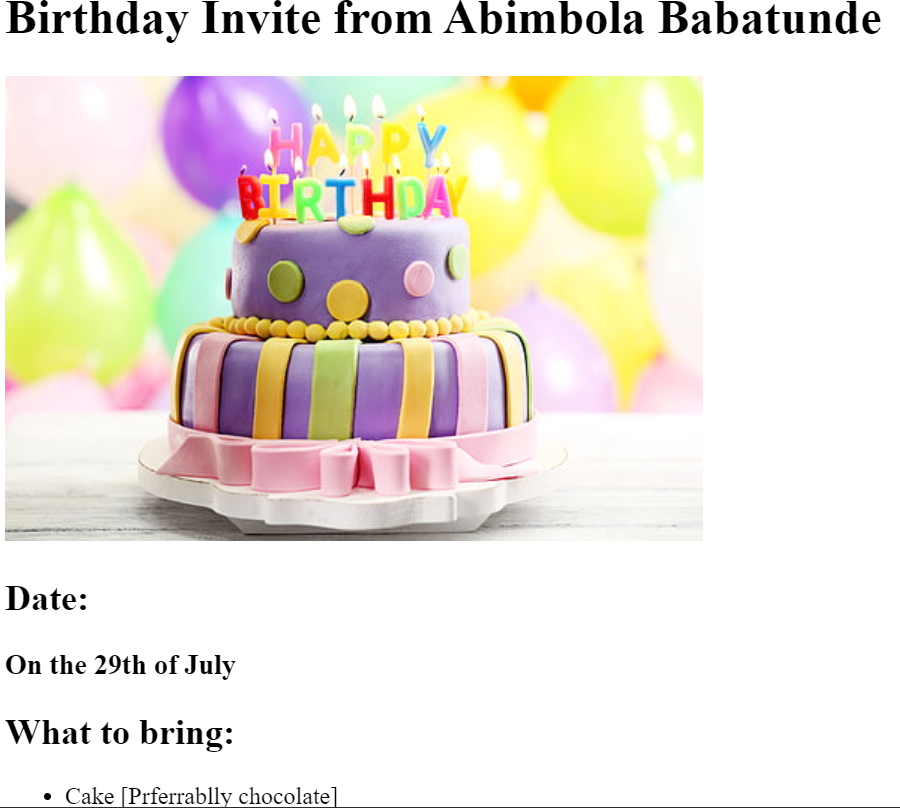 Birthday Invite from Abimbola Babatunde
HAPPY
BIRTHDAY
Date:
On the 29th of July
What to bring:
• Cake [Prferrablly chocolate]